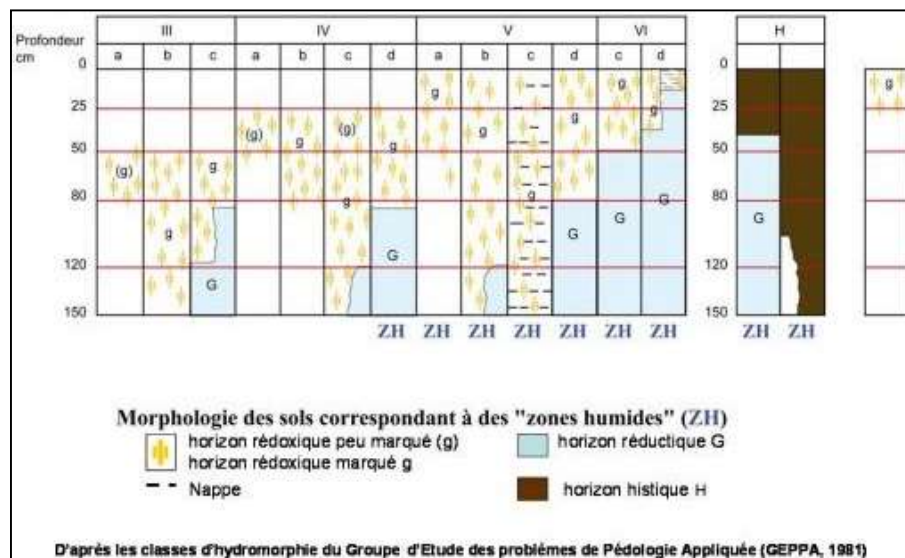 III IV V VI H
Profondeur
cm
a b c a b c d a b c d c d
0 0
g g g
25 25
(g) (g) g g g
50 50
(g) g g g
80 80
g g g G G G G
G G
120 120
G
150 150
ZH ZH ZH ZH ZH ZH ZH ZH ZH
Morphologie des sols correspondant à des "zones humides" (ZH)
horizon rédoxique peu marqué (g)
horizon rédoxique marqué g
horizon réductique G
Nappe
horizon histique H
D'après les classes d'hydromorphie du Groupe d'Etude des problèmes de Pédologie Appliquée (GEPPA, 1981)